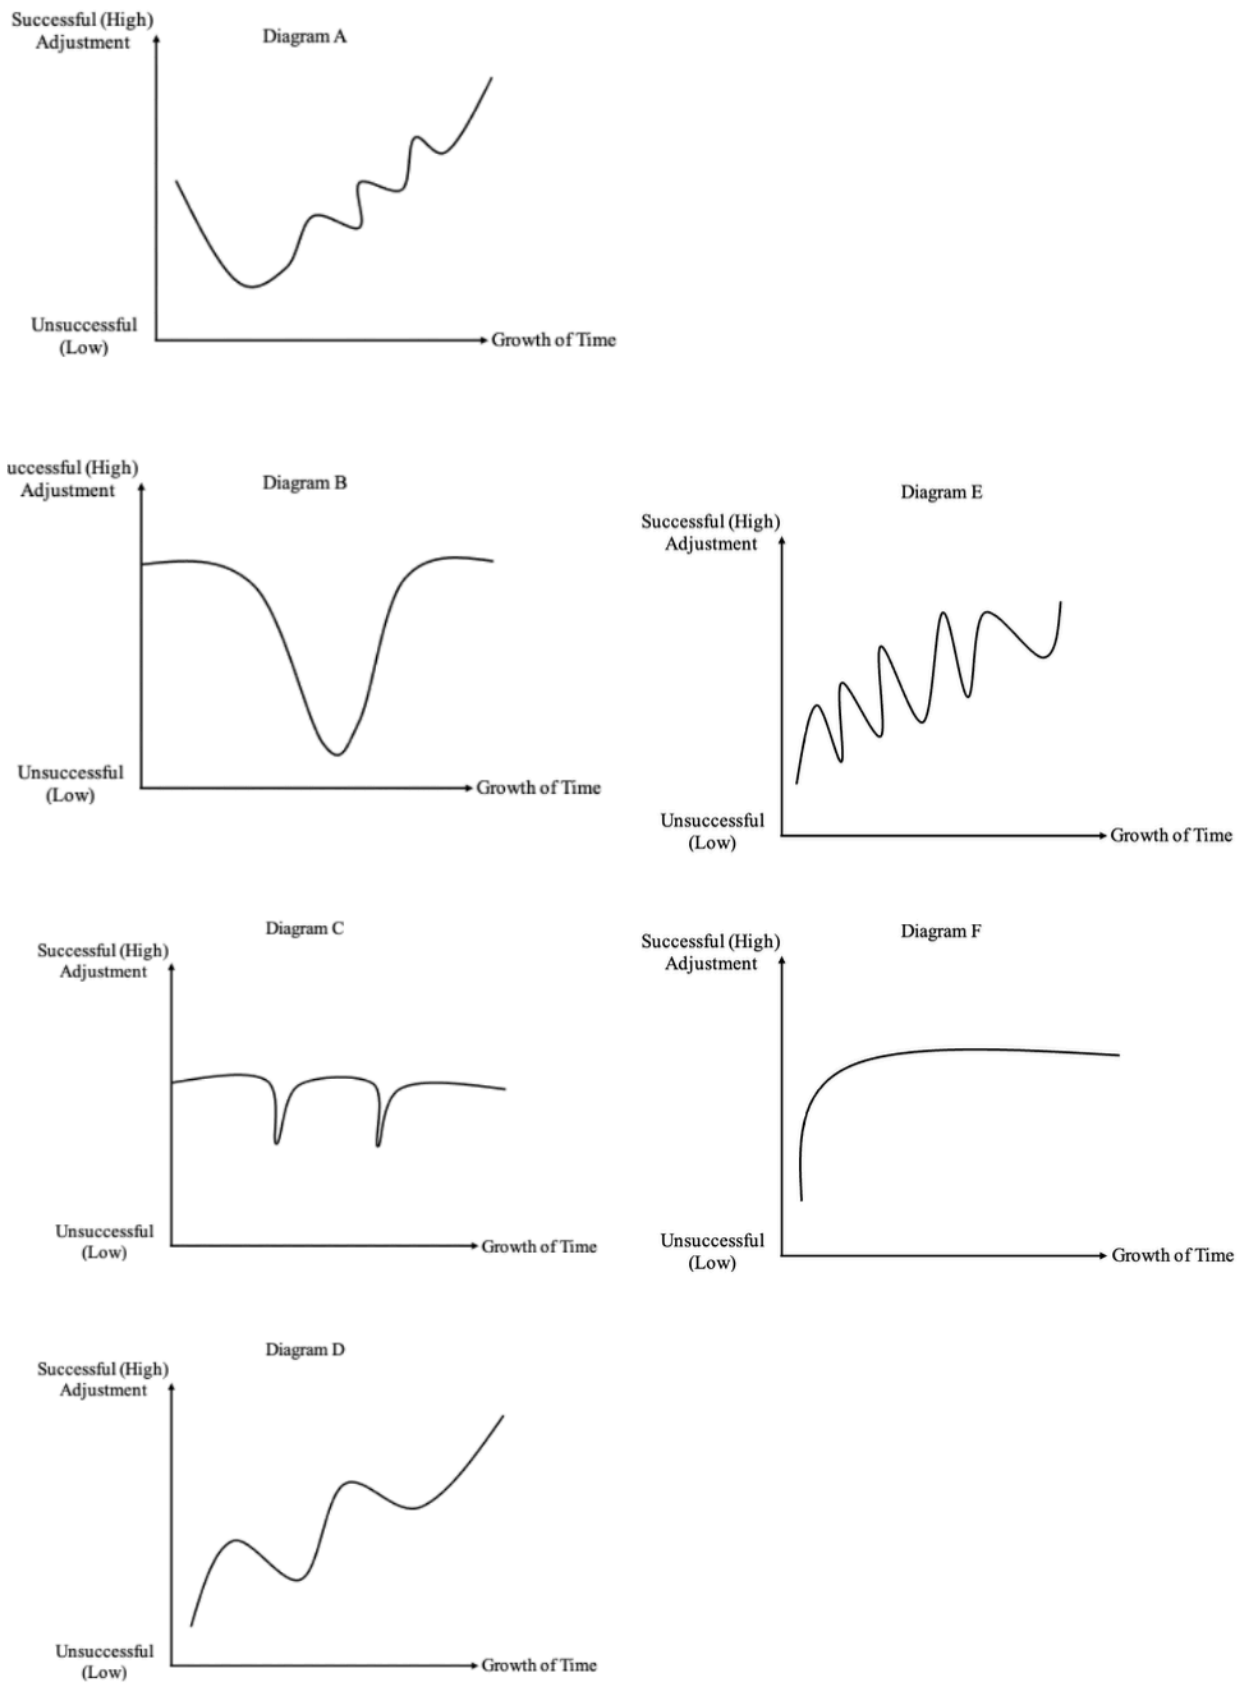 Successful (High)
Adjustment
Diagram A
Unsuccessful
(Low)
Growth of Time
uccessful (High)
Adjustment
Diagram B
Unsuccessful
(Low)
Growth of Time
Diagram E
Successful (High)
Adjustment
Unsuccessful
(Low)
Growth of Time
Diagram C
Successful (High)
Adjustment
Unsuccessful
(Low)
Growth of Time
Diagram F
Successful (High)
Adjustment
Unsuccessful
(Low)
Growth of Time
Diagram D
Successful (High)
Adjustment
Unsuccessful
(Low)
Growth of Time